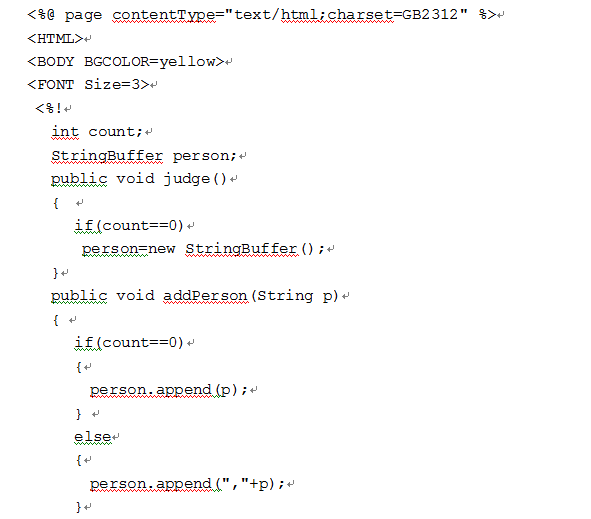 <%@ page contentType="text/html;charset=GB2312" %>
<HTML>
<BODY BGCOLOR=yellow>
<FONT Size=3>
<%!
int count;
StringBuffer person;
public void judge()
{
if(count==0)
person=new StringBuffer();
}
public void addPerson(String p)
{
if(count==0)
{
person.append(p);
}
else
{
person.append(","+p);
}